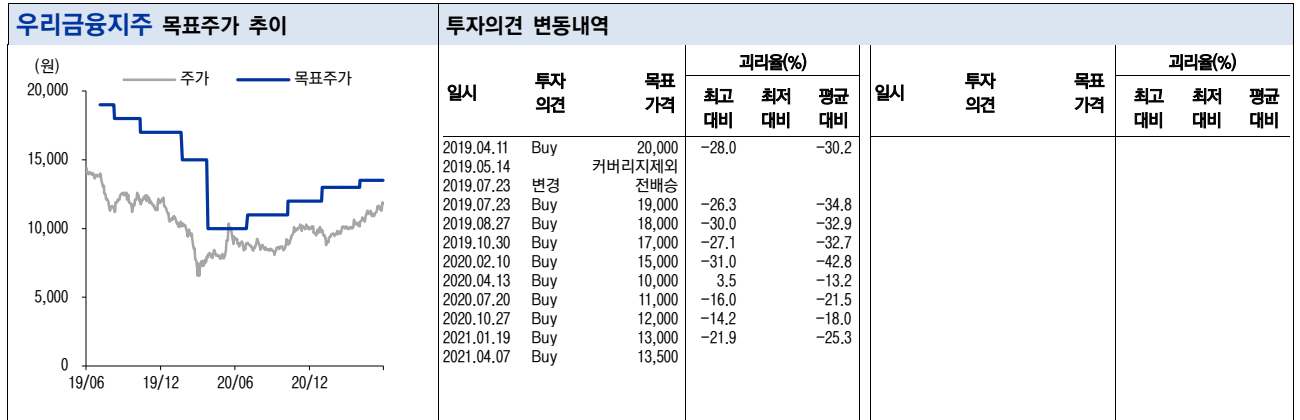 우리금융지주 목표주가 추이
(원)
주가 목표주가
20,000
15,000
10,000
5,000
0
19/06 19/12 20/06 20/12
투자의견 변동내역
일시 투자의견 목표가격 괴리율(%) 최고대비 최저대비 평균대비
일시 투자의견 목표가격 괴리율(%) 최고대비 최저대비 평균대비
2019.04.11 Buy 20,000 -28.0 -30.2
2019.05.14 커버리지제외
2019.07.23 변경 전배승
2019.07.23 Buy 19,000 -26.3 -34.8
2019.08.27 Buy 18,000 -30.0 -32.9
2019.10.30 Buy 17,000 -27.1 -32.7
2020.02.10 Buy 15,000 -31.0 -42.8
2020.04.13 Buy 10,000 3.5 -13.2
2020.07.20 Buy 11,000 -16.0 -21.5
2020.10.27 Buy 12,000 -14.2 -18.0
2021.01.19 Buy 13,000 -21.9 -25.3
2021.04.07 Buy 13,500